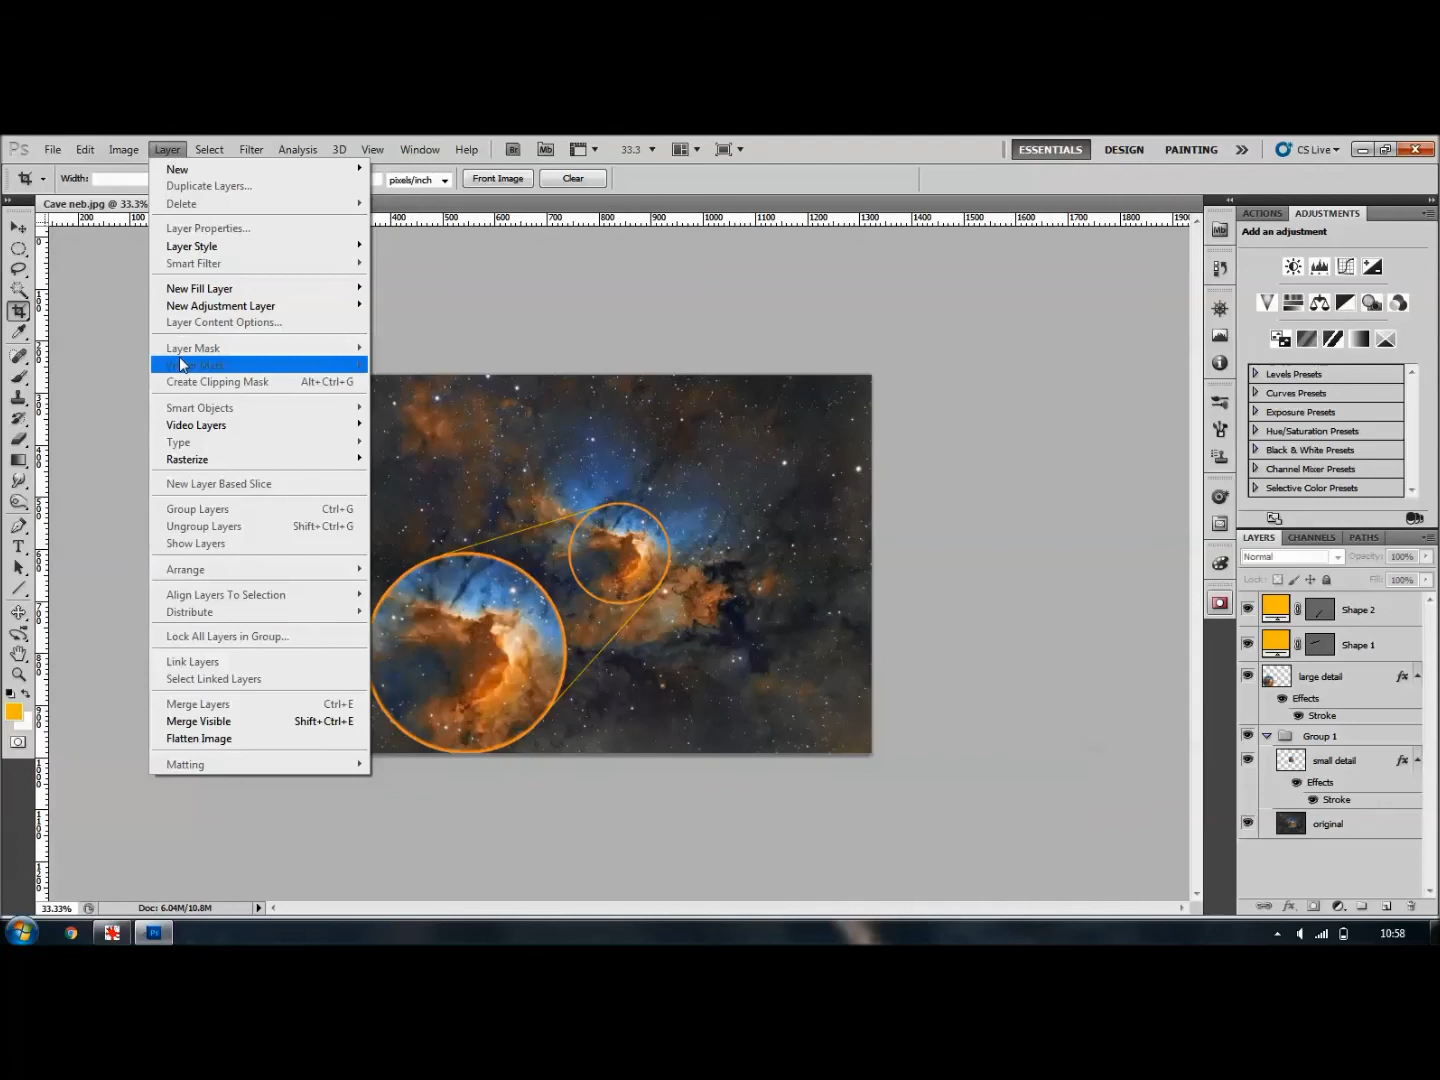 Ps File Edit Image Layer Select Filter Analysis 3D View Window Help Br Mb 33.3 ESSENTIALS DESIGN PAINTING CS Live
Width: pixels/inch Front Image Clear
Cave neb.jpg @ 33.3%
200 100 400 500 600 700 800 900 1000 1100 1200 1300 1400 1500 1600 1700 1800 1900
New
Duplicate Layers...
Delete
Layer Properties...
Layer Style
Smart Filter
New Fill Layer
New Adjustment Layer
Layer Content Options...
Layer Mask
Create Clipping Mask Alt+Ctrl+G
Smart Objects
Video Layers
Type
Rasterize
New Layer Based Slice
Group Layers Ctrl+G
Ungroup Layers Shift+Ctrl+G
Show Layers
Arrange
Align Layers To Selection
Distribute
Lock All Layers in Group...
Link Layers
Select Linked Layers
Merge Layers Ctrl+E
Merge Visible Shift+Ctrl+E
Flatten Image
Matting
ACTIONS ADJUSTMENTS
Add an adjustment
Levels Presets
Curves Presets
Exposure Presets
Hue/Saturation Presets
Black & White Presets
Channel Mixer Presets
Selective Color Presets
LAYERS CHANNELS PATHS
Normal Opacity: 100%
Lock: Fill: 100%
Shape 2
Shape 1
large detail fx
Effects
Stroke
Group 1
small detail fx
Effects
Stroke
original
33.33% Doc: 6.04M/10.8M
Ps 10:58